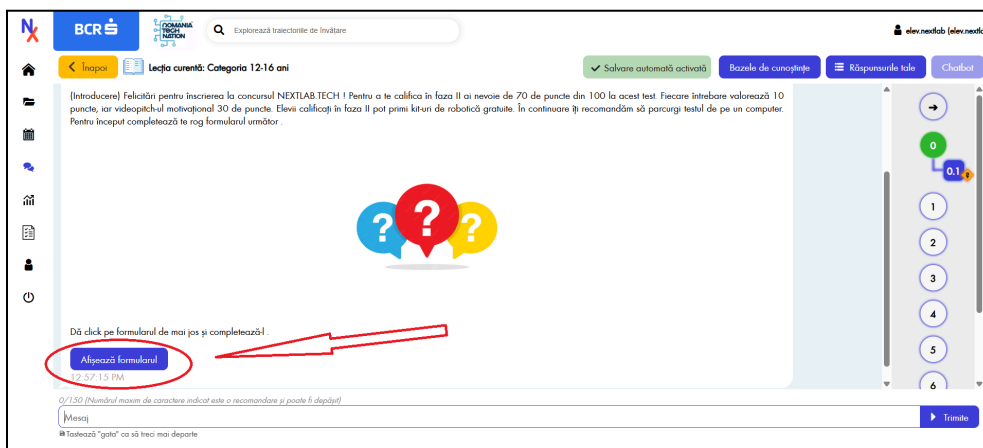 BCR
ROMANIA
TECH
NATION
Explorează traiectoriile de învățare
elev.nextlab (elev.nextla
Înapoi
Lecția curentă: Categoria 12-16 ani
Salvare automată activată
Bazele de cunoștințe
Răspunsurile tale
Chatbot
(Introducere) Felicitări pentru înscrierea la concursul NEXTLAB.TECH ! Pentru a te califica în faza II ai nevoie de 70 de puncte din 100 la acest test. Fiecare întrebare valorează 10
puncte, iar videopitch-ul motivațional 30 de puncte. Elevii calificați în faza II pot primi kit-uri de robotică gratuite. În continuare îți recomandăm să parcurgi testul de pe un computer.
Pentru început completează te rog formularul următor .
0
0.1
1
2
3
4
5
6
? ? ?
Dă click pe formularul de mai jos și completează-l .
Afișează formularul
12:57:15 PM
0/150 (Numărul maxim de caractere indicat este o recomandare și poate fi depășit)
Mesaj
Trimite
Tastează "gata" ca să treci mai departe